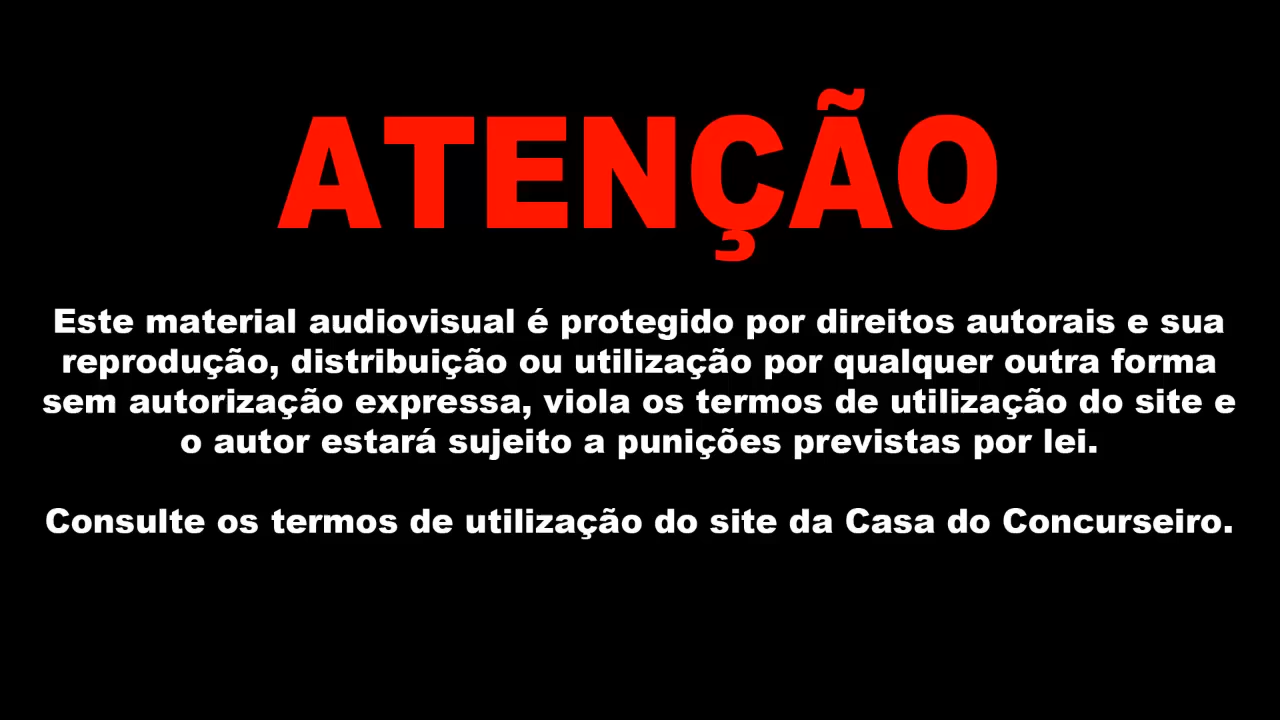 ATENÇÃO
Este material audiovisual é protegido por direitos autorais e sua
reprodução, distribuição ou utilização por qualquer outra forma
sem autorização expressa, viola os termos de utilização do site e
o autor estará sujeito a punições previstas por lei.
Consulte os termos de utilização do site da Casa do Concurseiro.